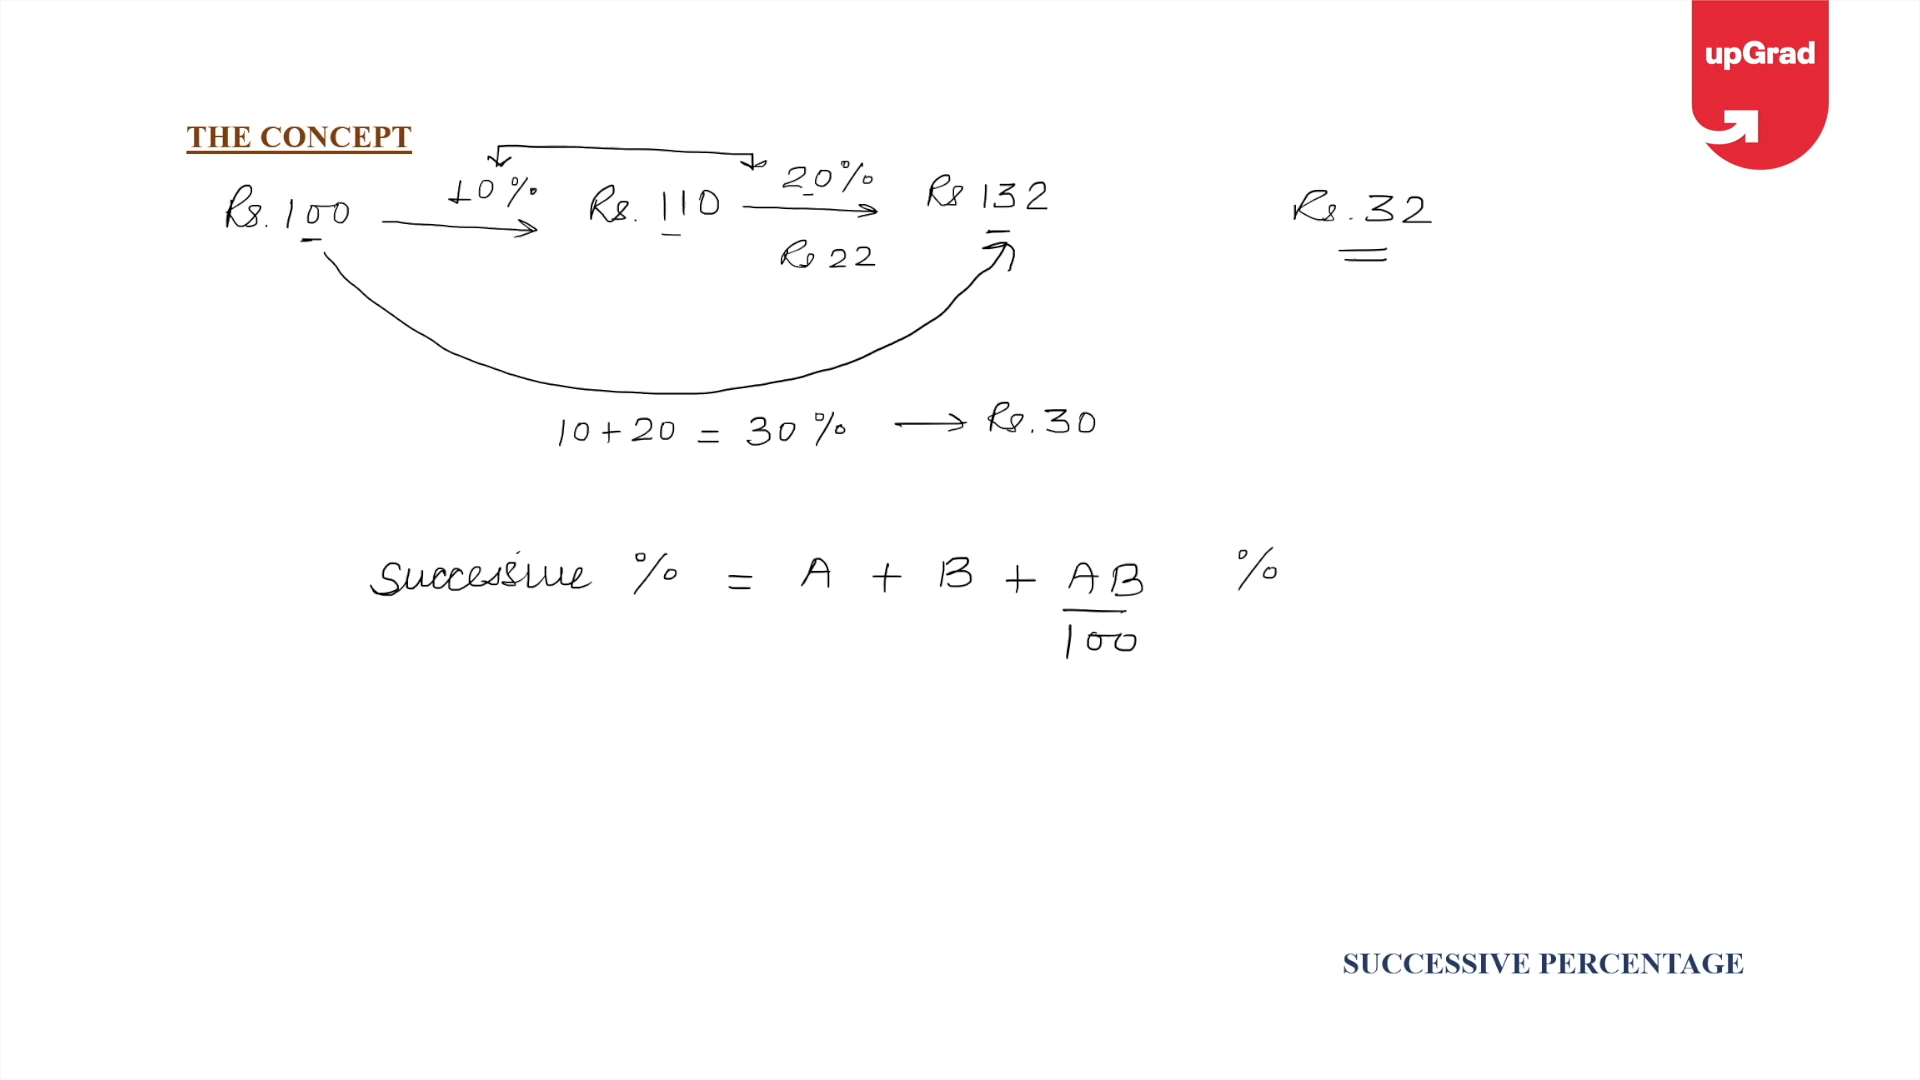 upGrad
THE CONCEPT
Rs. 100 10% Rs. 110 20% Rs 132 Rs. 32
Rs 22
10 + 20 = 30 % Rs. 30
Successive % = A + B + AB %
100
SUCCESSIVE PERCENTAGE